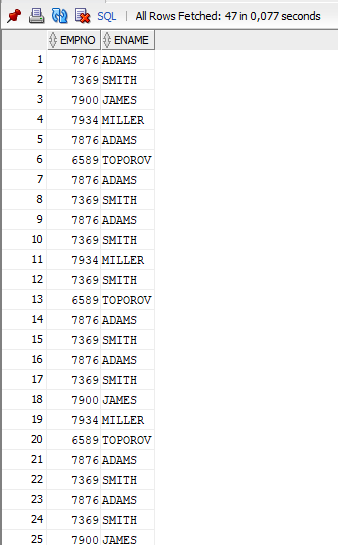 SQL | All Rows Fetched: 47 in 0,077 seconds
EMPNO ENAME
1 7876 ADAMS
2 7369 SMITH
3 7900 JAMES
4 7934 MILLER
5 7876 ADAMS
6 6589 TOPOROV
7 7876 ADAMS
8 7369 SMITH
9 7876 ADAMS
10 7369 SMITH
11 7934 MILLER
12 7369 SMITH
13 6589 TOPOROV
14 7876 ADAMS
15 7369 SMITH
16 7876 ADAMS
17 7369 SMITH
18 7900 JAMES
19 7934 MILLER
20 6589 TOPOROV
21 7876 ADAMS
22 7369 SMITH
23 7876 ADAMS
24 7369 SMITH
25 7900 JAMES